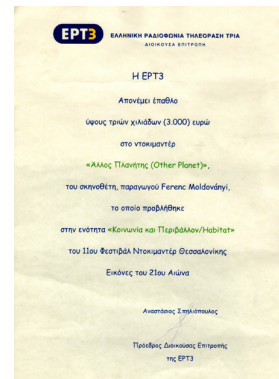 ΕΡΤ3
ΕΛΛΗΝΙΚΗ ΡΑΔΙΟΦΩΝΙΑ ΤΗΛΕΟΡΑΣΗ ΤΡΙΑ
ΔΙΟΙΚΟΥΣΑ ΕΠΙΤΡΟΠΗ
Η ΕΡΤ3
Απονέμει έπαθλο
ύψους τριών χιλιάδων (3.000) ευρώ
στο ντοκιμαντέρ
«Άλλος Πλανήτης (Other Planet)»,
του σκηνοθέτη, παραγωγού Ferenc Moldoványi,
το οποίο προβλήθηκε
στην ενότητα «Κοινωνία και Περιβάλλον/Habitat»
του 11ου Φεστιβάλ Ντοκιμαντέρ Θεσσαλονίκης
Εικόνες του 21ου Αιώνα
Αναστάσιος Σπηλιόπουλος
Πρόεδρος Διοικούσας Επιτροπής
της ΕΡΤ3